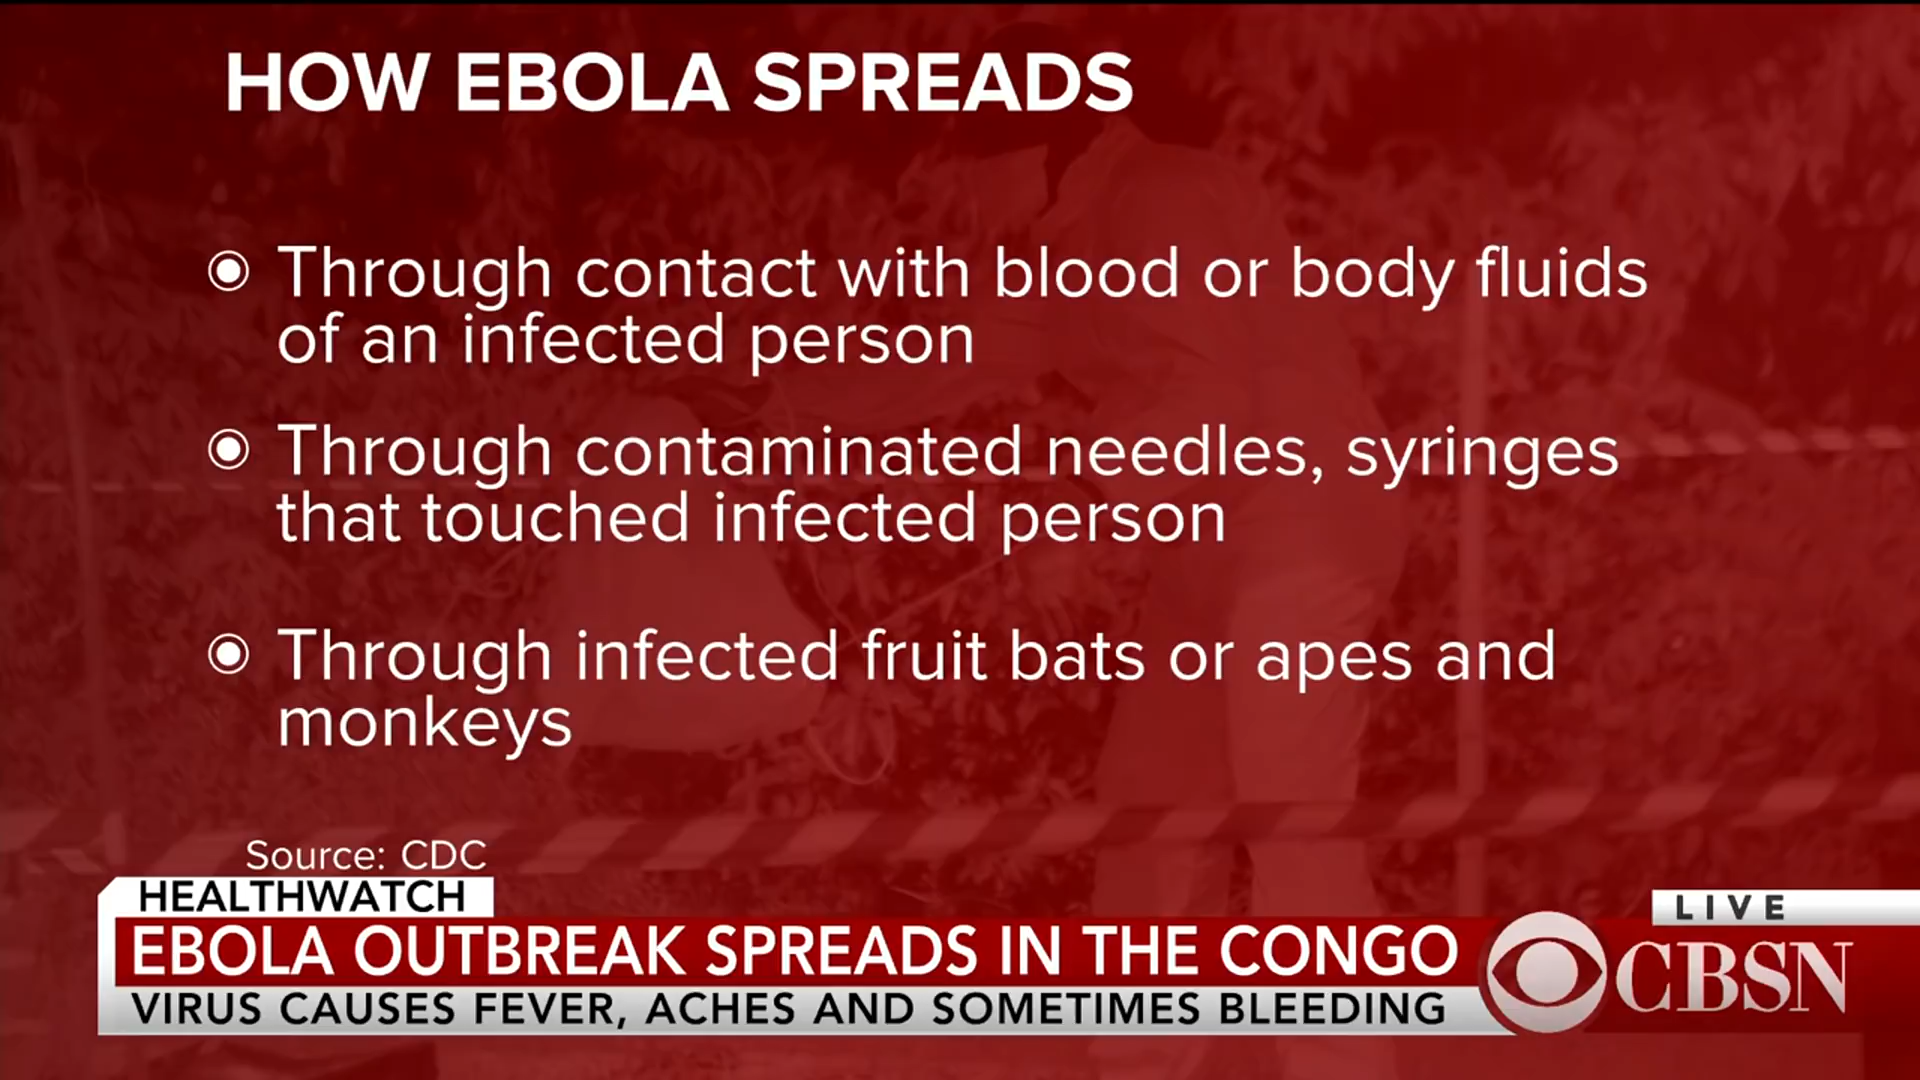 HOW EBOLA SPREADS
Through contact with blood or body fluids
of an infected person
Through contaminated needles, syringes
that touched infected person
Through infected fruit bats or apes and
monkeys
Source: CDC
HEALTHWATCH
EBOLA OUTBREAK SPREADS IN THE CONGO
VIRUS CAUSES FEVER, ACHES AND SOMETIMES BLEEDING
LIVE
CBSN